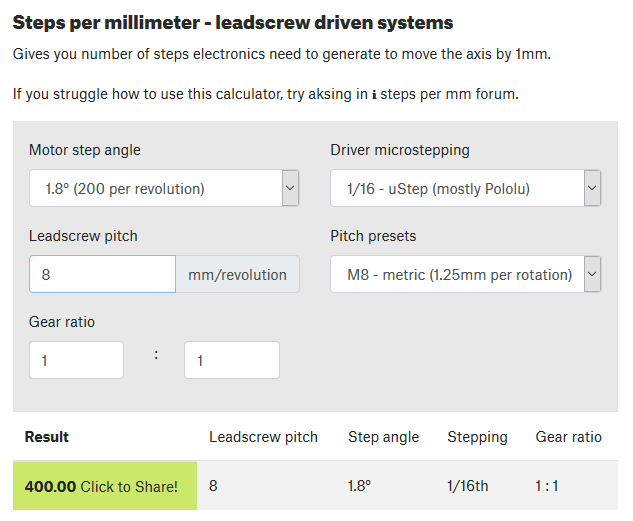 Steps per millimeter - leadscrew driven systems
Gives you number of steps electronics need to generate to move the axis by 1mm.
If you struggle how to use this calculator, try aksing in i steps per mm forum.
Motor step angle
Driver microstepping
1.8° (200 per revolution)
1/16 - uStep (mostly Pololu)
Leadscrew pitch
Pitch presets
8 mm/revolution
M8 - metric (1.25mm per rotation)
Gear ratio
1 : 1
Result Leadscrew pitch Step angle Stepping Gear ratio
400.00 Click to Share! 8 1.8° 1/16th 1 : 1